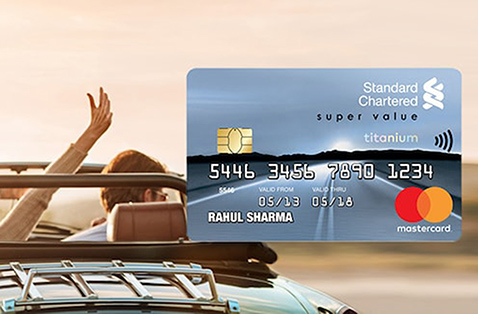 Standard
Chartered
super value
titanium
5446 3456 7890 1234
5546
VALID FROM VALID THRU
05/13 05/18
RAHUL SHARMA
mastercard